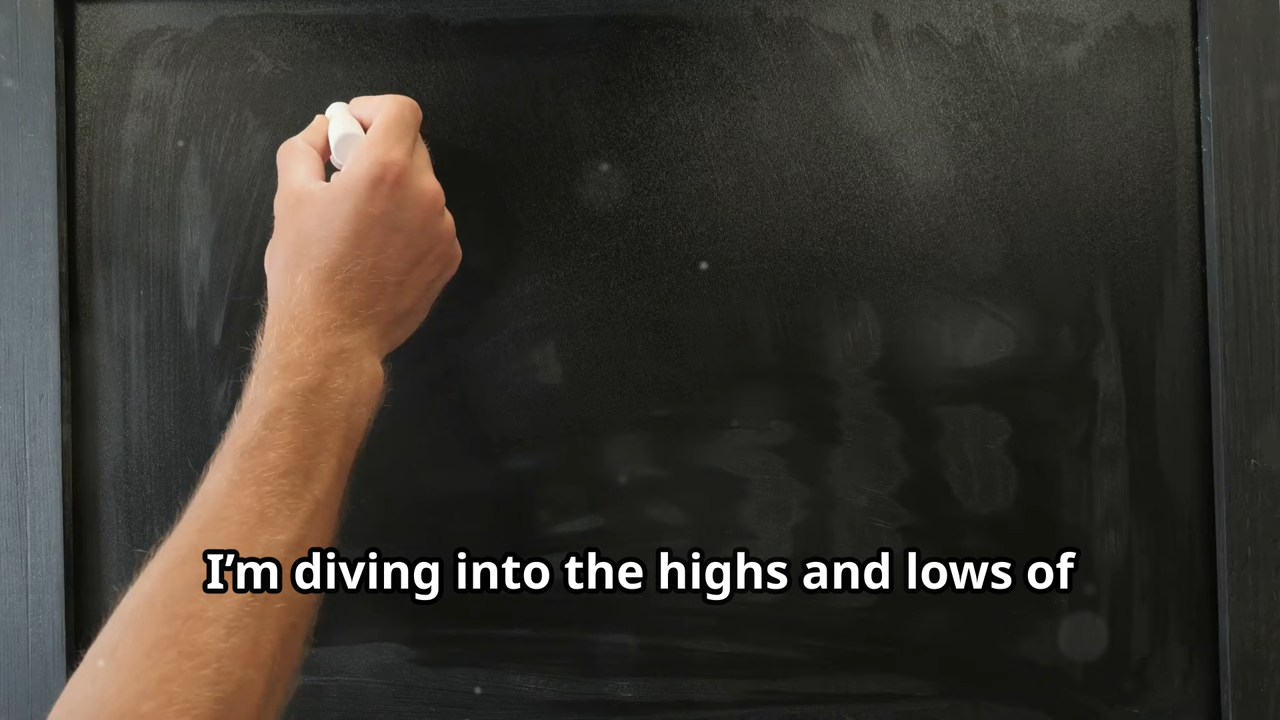 I’m diving into the highs and lows of